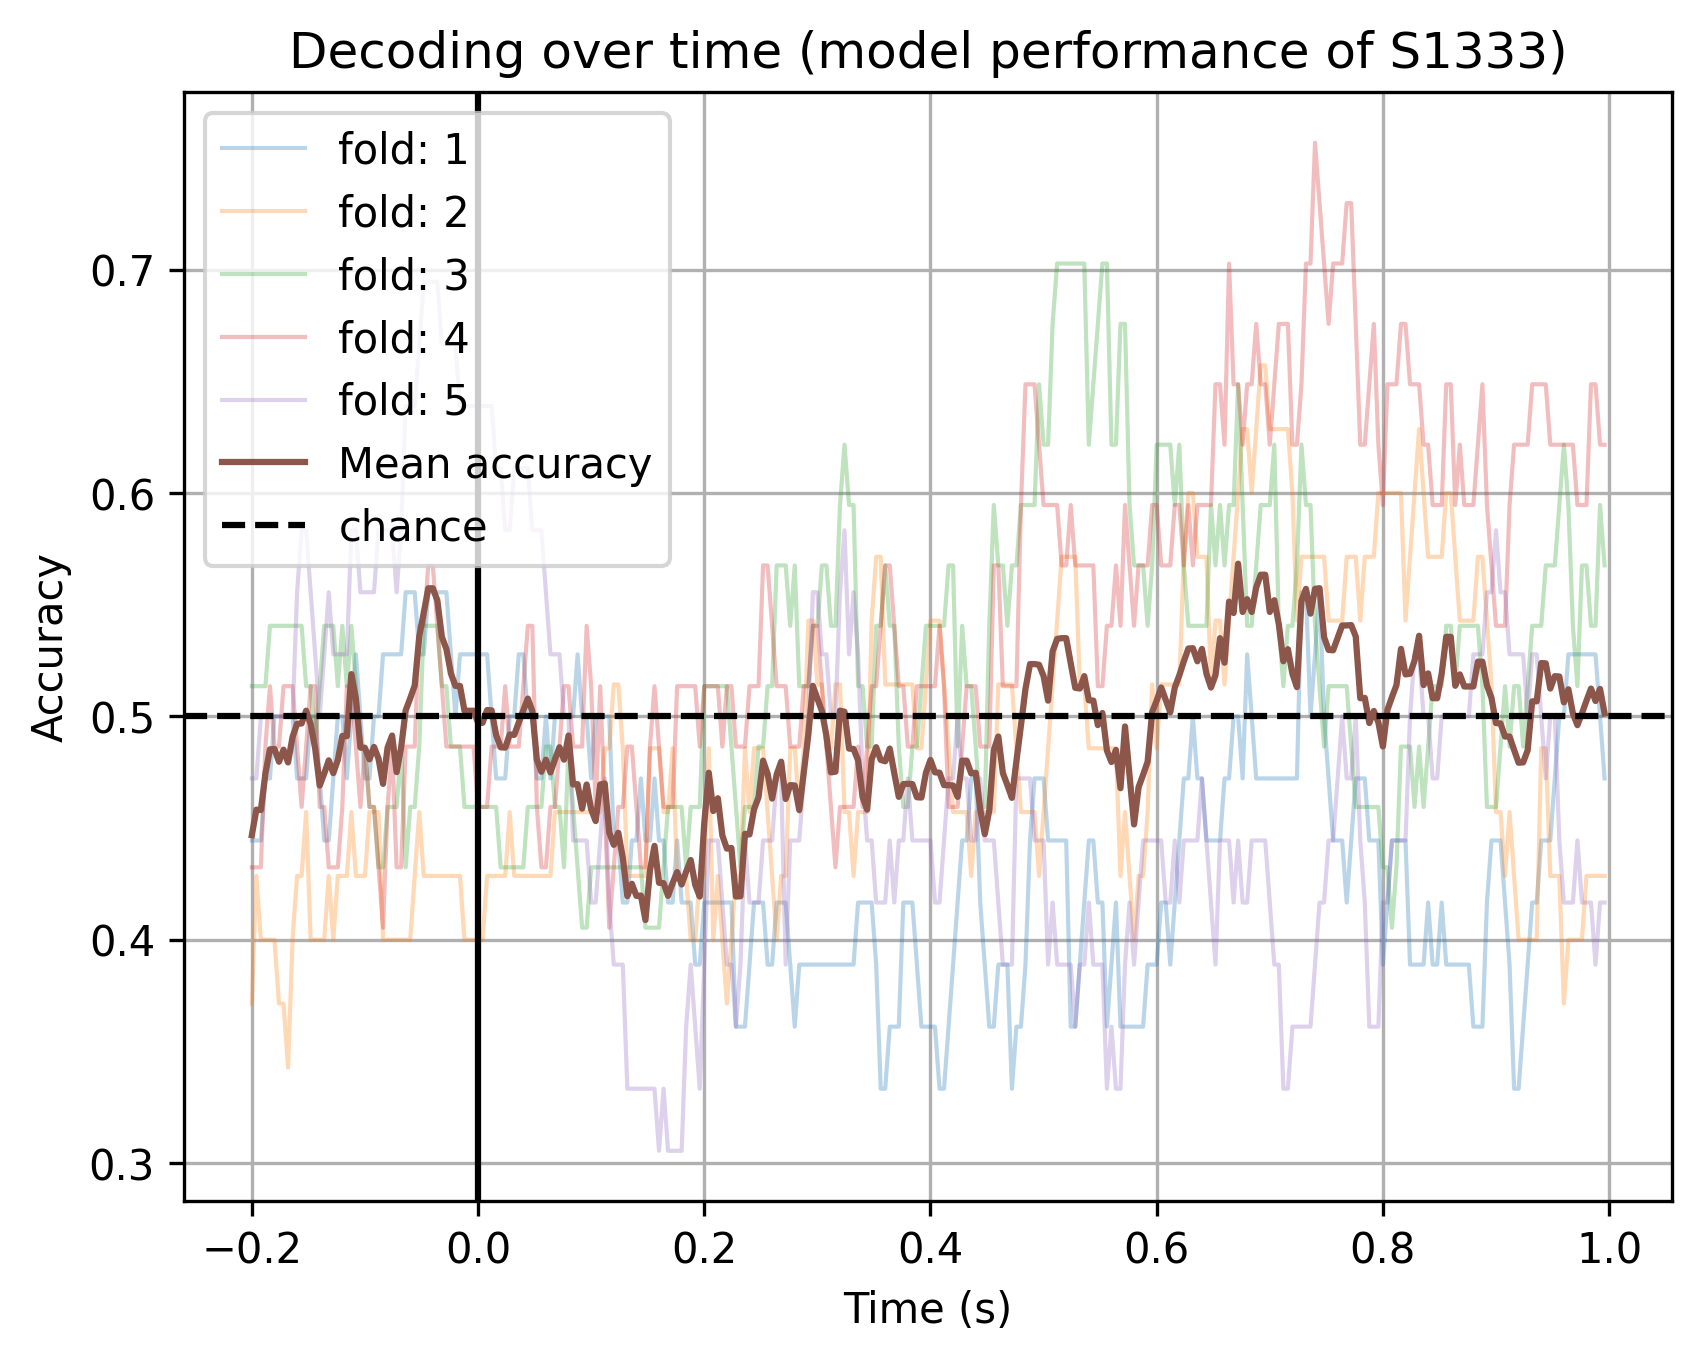 Decoding over time (model performance of S1333)
fold: 1
fold: 2
fold: 3
fold: 4
fold: 5
Mean accuracy
chance
Accuracy
0.7
0.6
0.5
0.4
0.3
−0.2 0.0 0.2 0.4 0.6 0.8 1.0
Time (s)